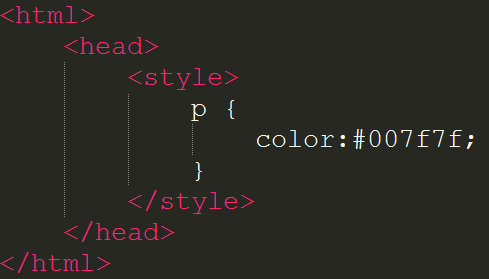 <html>
<head>
<style>
p {
color:#007f7f;
}
</style>
</head>
</html>